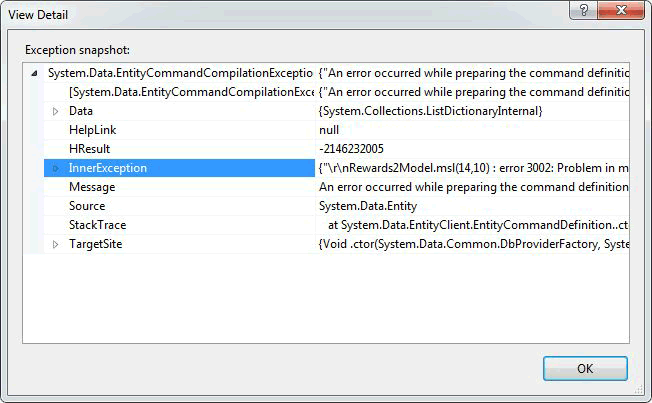 View Detail
Exception snapshot:
System.Data.EntityCommandCompilationExceptio {"An error occurred while preparing the command definitio
[System.Data.EntityCommandCompilationExce {"An error occurred while preparing the command definitio
Data {System.Collections.ListDictionaryInternal}
HelpLink null
HResult -2146232005
InnerException {"\r\nRewards2Model.msl(14,10) : error 3002: Problem in m
Message An error occurred while preparing the command definition
Source System.Data.Entity
StackTrace at System.Data.EntityClient.EntityCommandDefinition..cto
TargetSite {Void .ctor(System.Data.Common.DbProviderFactory, Syste
OK